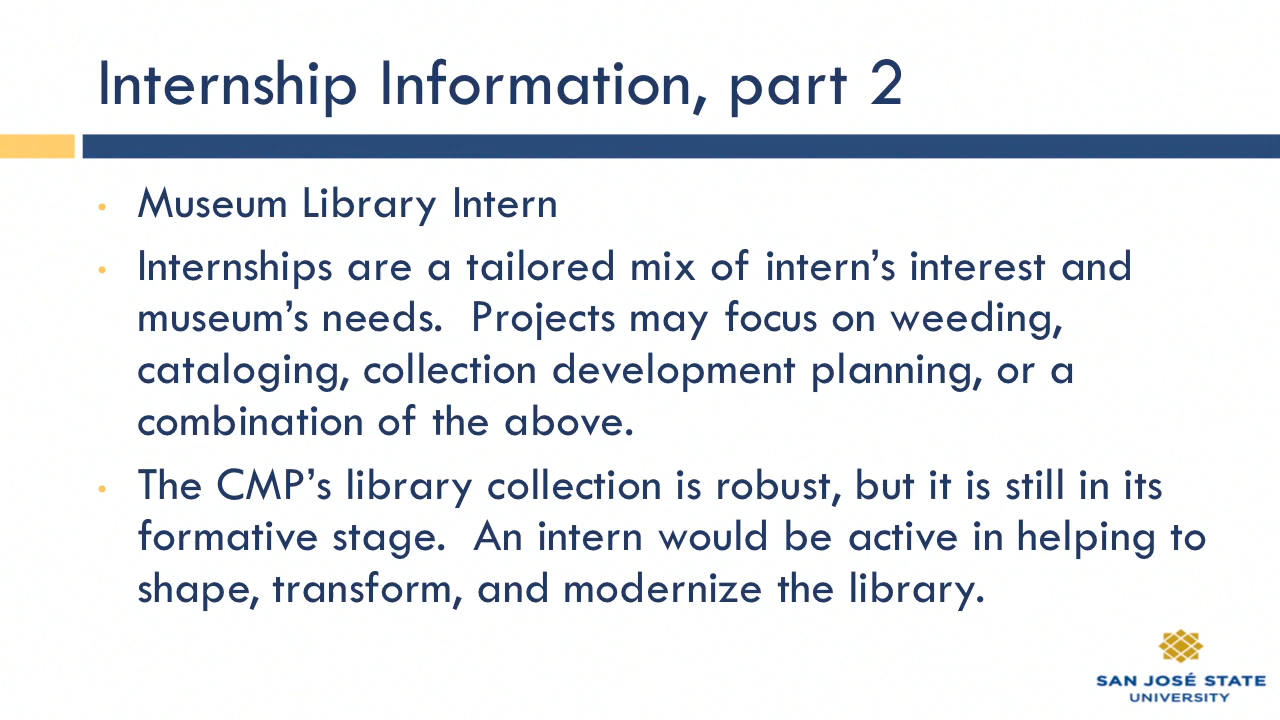 Internship Information, part 2
• Museum Library Intern
• Internships are a tailored mix of intern’s interest and
museum’s needs.  Projects may focus on weeding,
cataloging, collection development planning, or a
combination of the above.
• The CMP’s library collection is robust, but it is still in its
formative stage.  An intern would be active in helping to
shape, transform, and modernize the library.
SAN JOSÉ STATE
UNIVERSITY